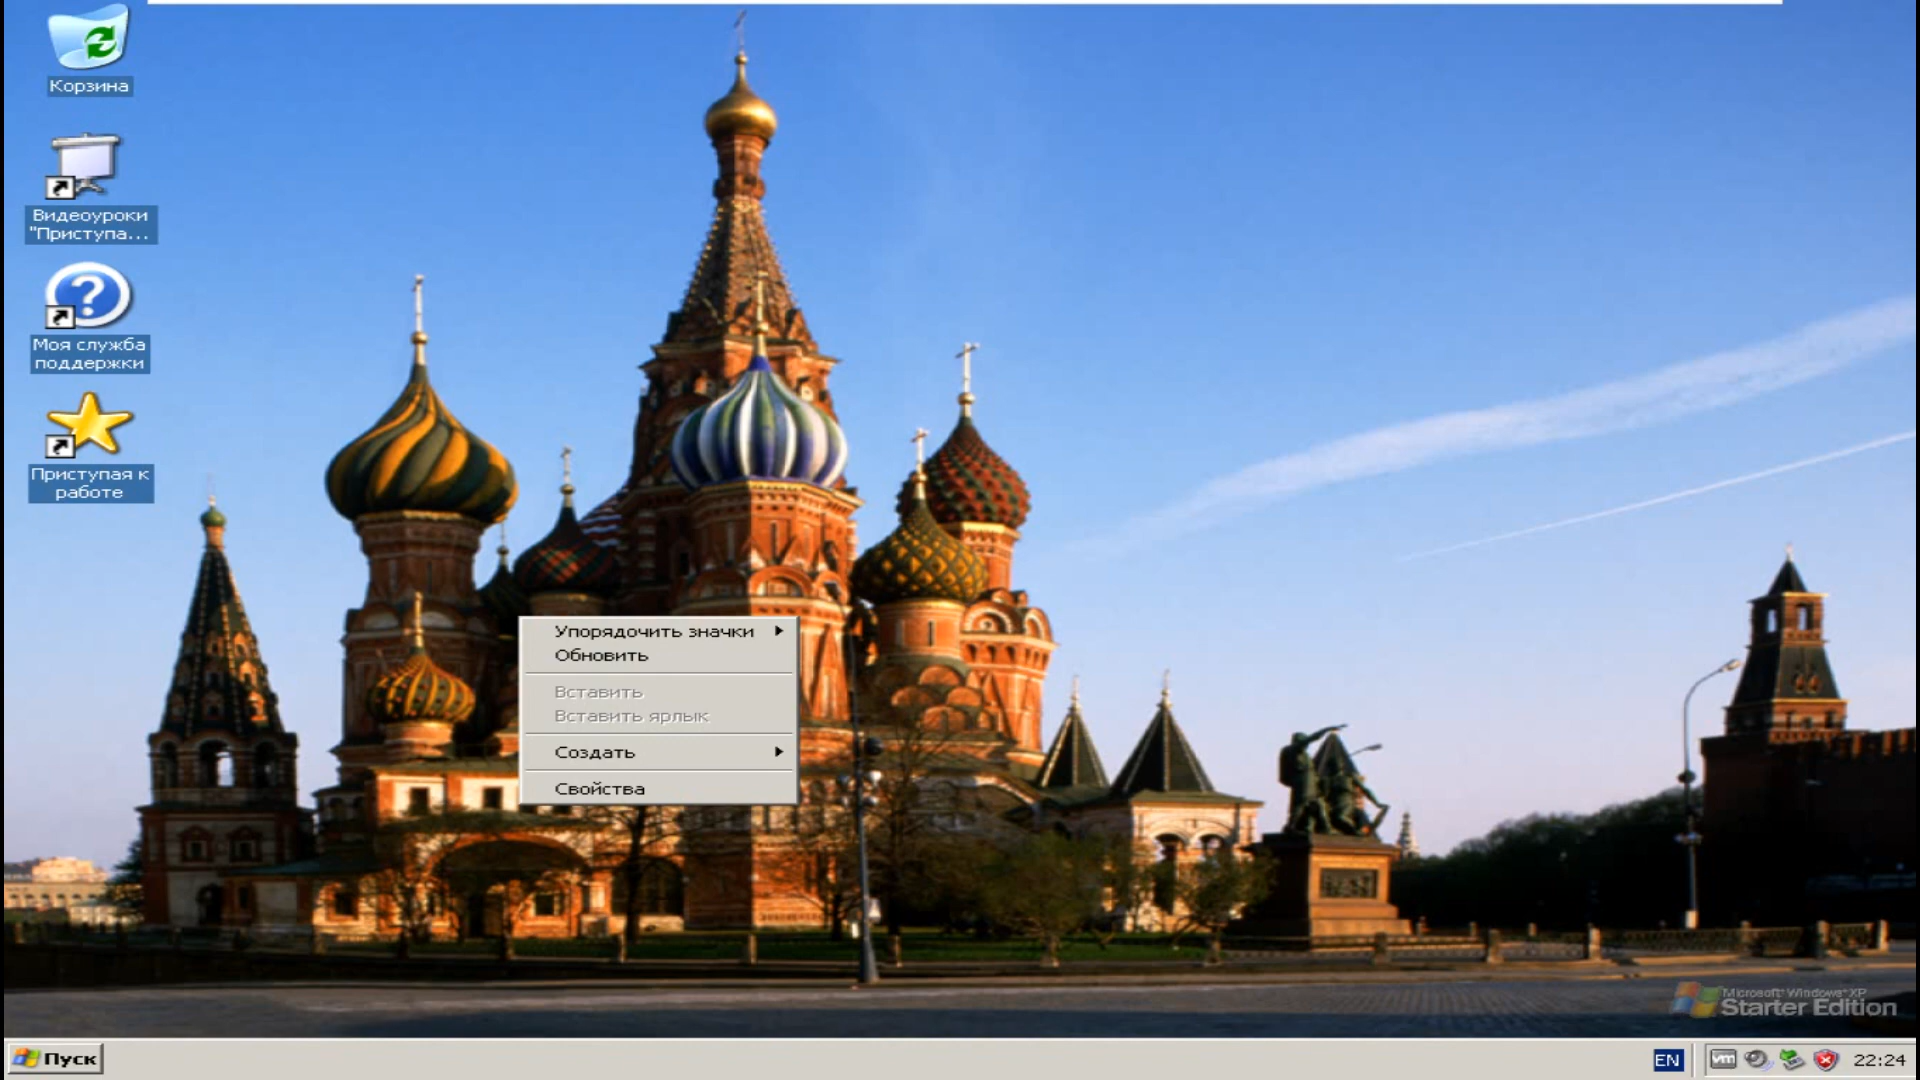 Корзина
Видеоуроки
"Приступа...
Моя служба
поддержки
Приступая к
работе
Упорядочить значки
Обновить
Вставить
Вставить ярлык
Создать
Свойства
Microsoft Windows XP
Starter Edition
Пуск
EN
vm
22:24